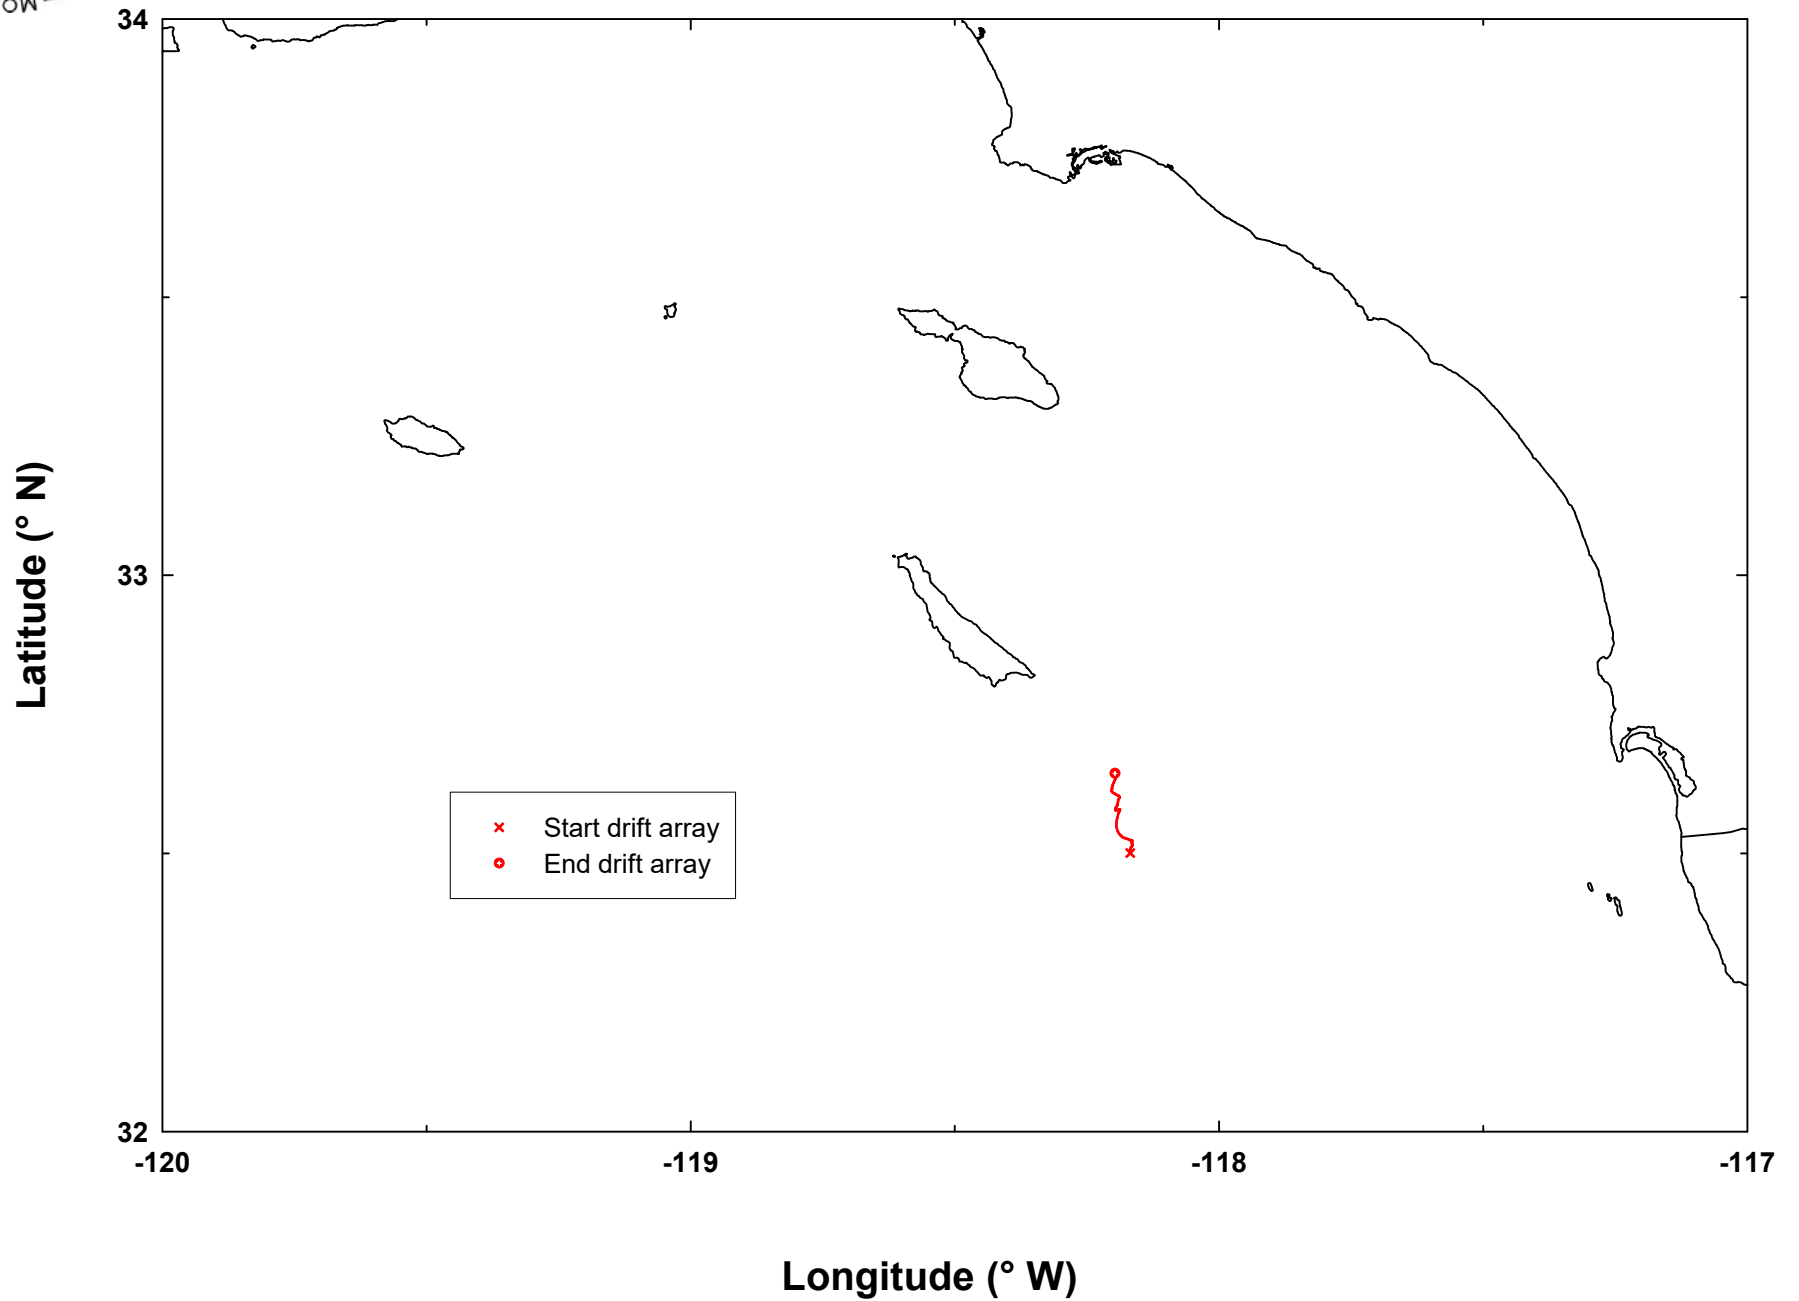 34
33
32
-120
-119
-118
-117
Latitude (° N)
Longitude (° W)
Start drift array
End drift array